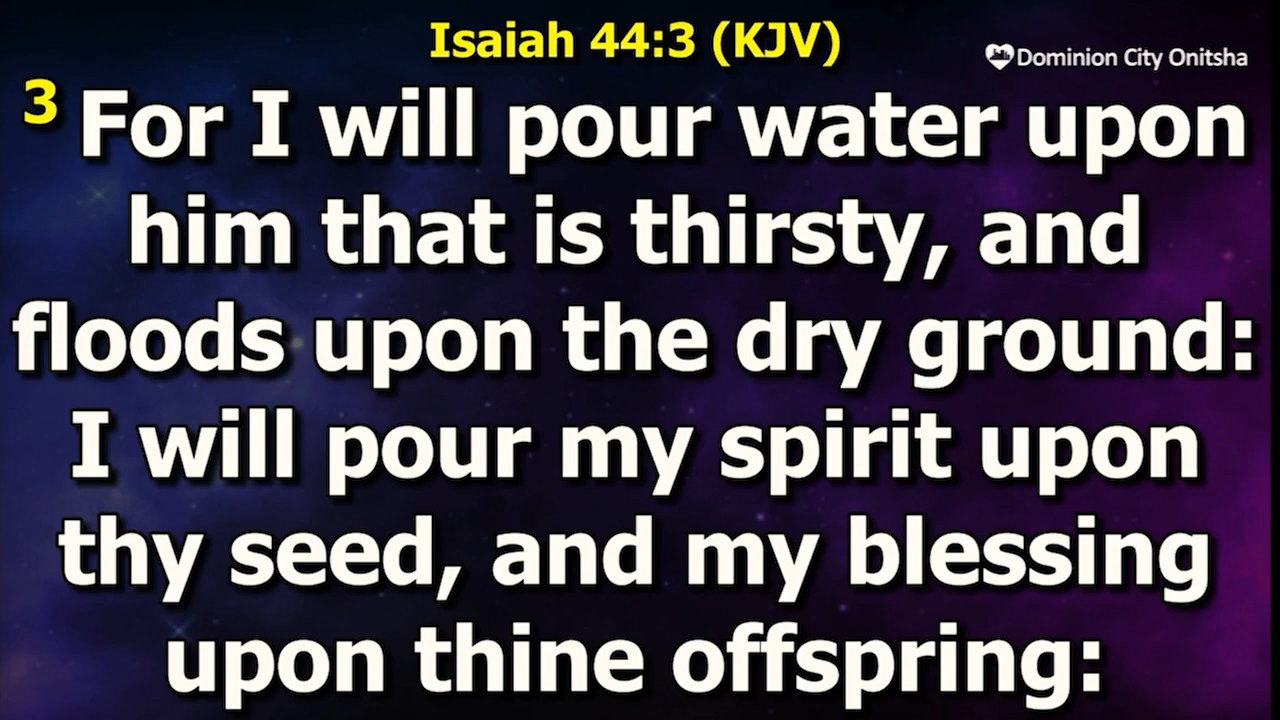 Isaiah 44:3 (KJV)
Dominion City Onitsha
3 For I will pour water upon
him that is thirsty, and
floods upon the dry ground:
I will pour my spirit upon
thy seed, and my blessing
upon thine offspring: